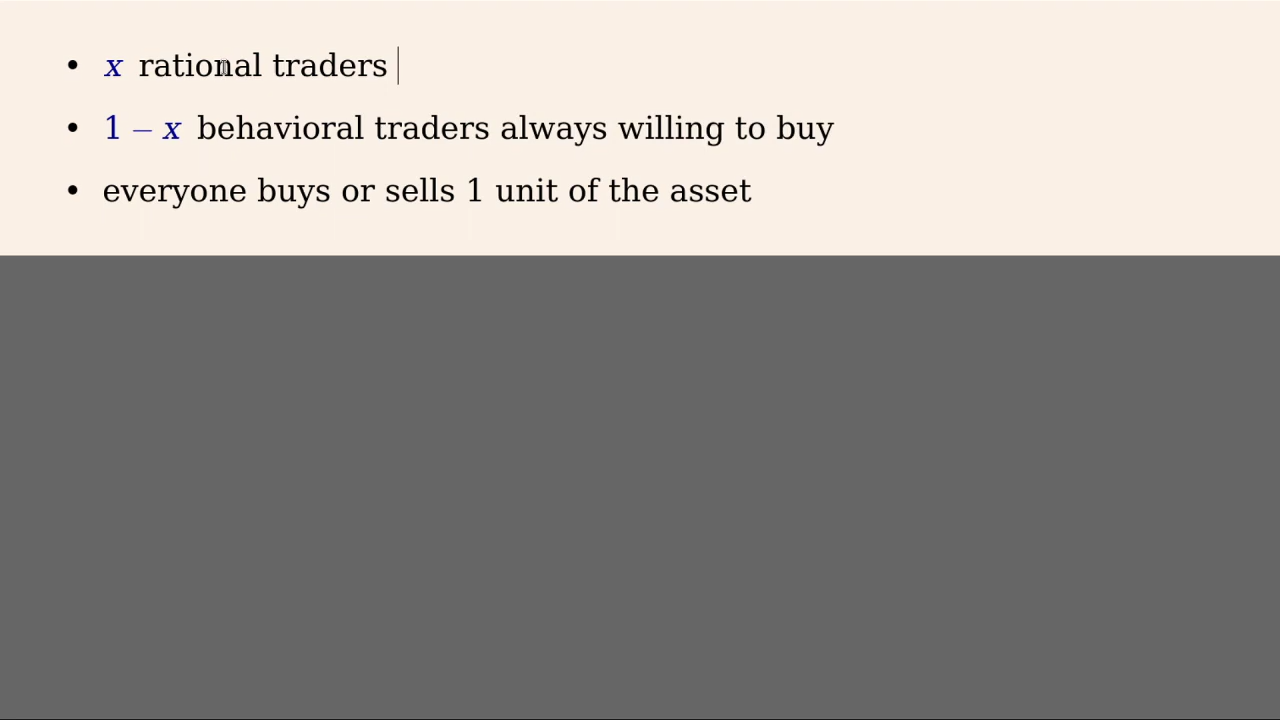 • x rational traders
• 1 − x behavioral traders always willing to buy
• everyone buys or sells 1 unit of the asset